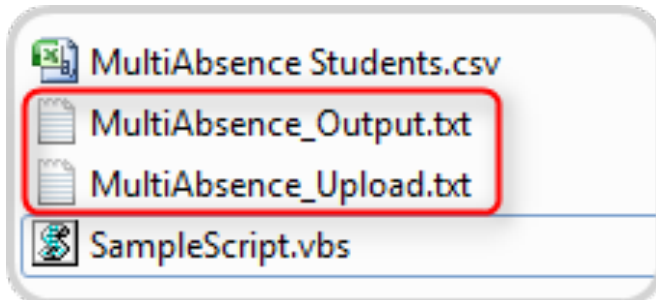 MultiAbsence Students.csv
MultiAbsence_Output.txt
MultiAbsence_Upload.txt
SampleScript.vbs